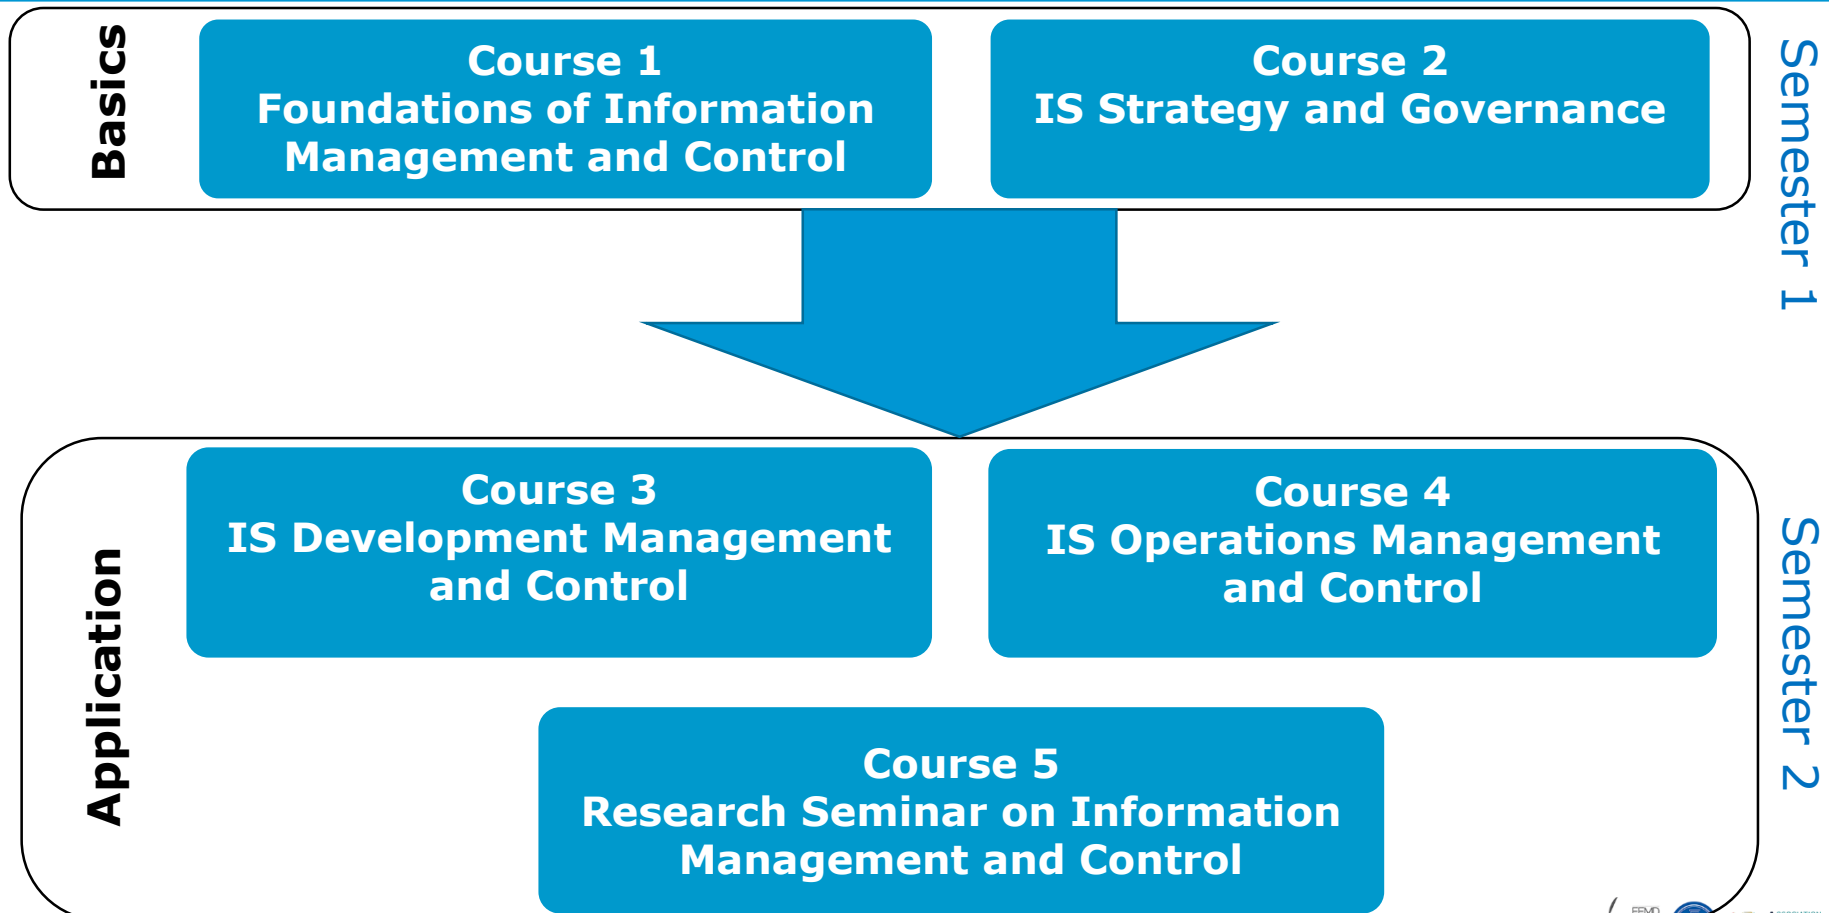 Basics
Course 1
Foundations of Information
Management and Control
Course 2
IS Strategy and Governance
Semester 1
Application
Course 3
IS Development Management
and Control
Course 4
IS Operations Management
and Control
Semester 2
Course 5
Research Seminar on Information
Management and Control